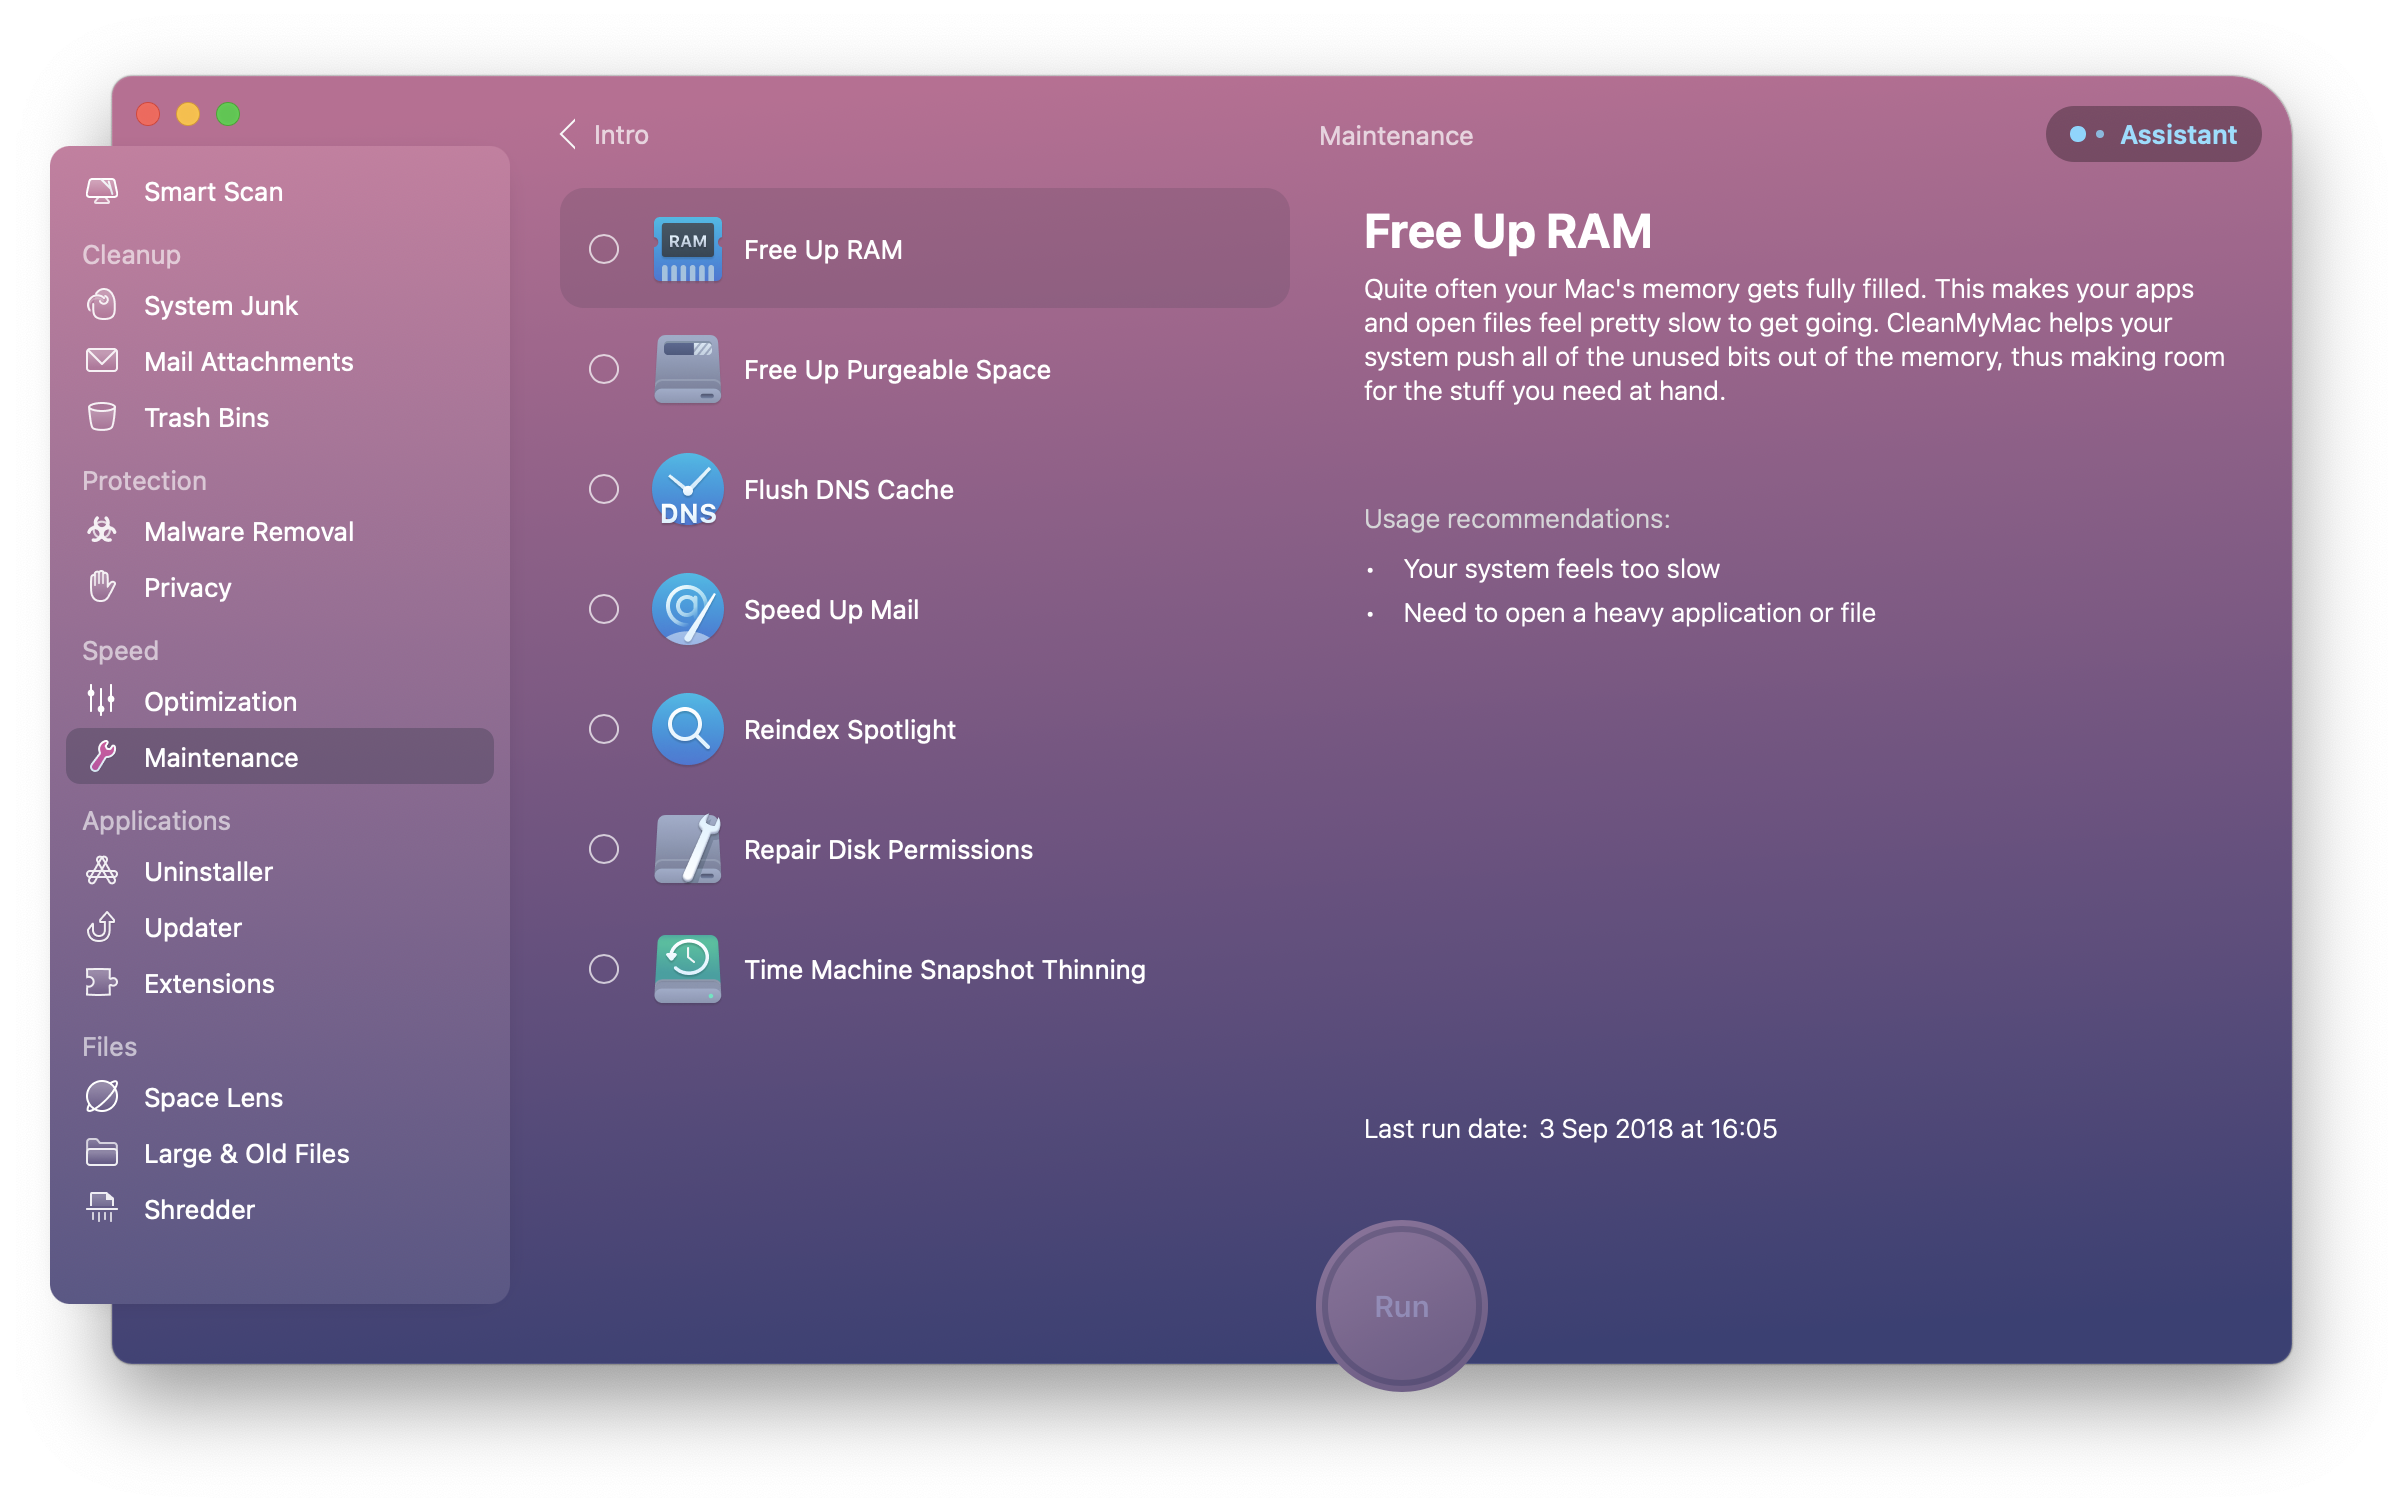 Intro
Maintenance
Assistant
Smart Scan
Cleanup
System Junk
Mail Attachments
Trash Bins
Protection
Malware Removal
Privacy
Speed
Optimization
Maintenance
Applications
Uninstaller
Updater
Extensions
Files
Space Lens
Large & Old Files
Shredder
RAM
Free Up RAM
Free Up Purgeable Space
DNS
Flush DNS Cache
Speed Up Mail
Reindex Spotlight
Repair Disk Permissions
Time Machine Snapshot Thinning
Free Up RAM
Quite often your Mac's memory gets fully filled. This makes your apps
and open files feel pretty slow to get going. CleanMyMac helps your
system push all of the unused bits out of the memory, thus making room
for the stuff you need at hand.
Usage recommendations:
• Your system feels too slow
• Need to open a heavy application or file
Last run date: 3 Sep 2018 at 16:05
Run